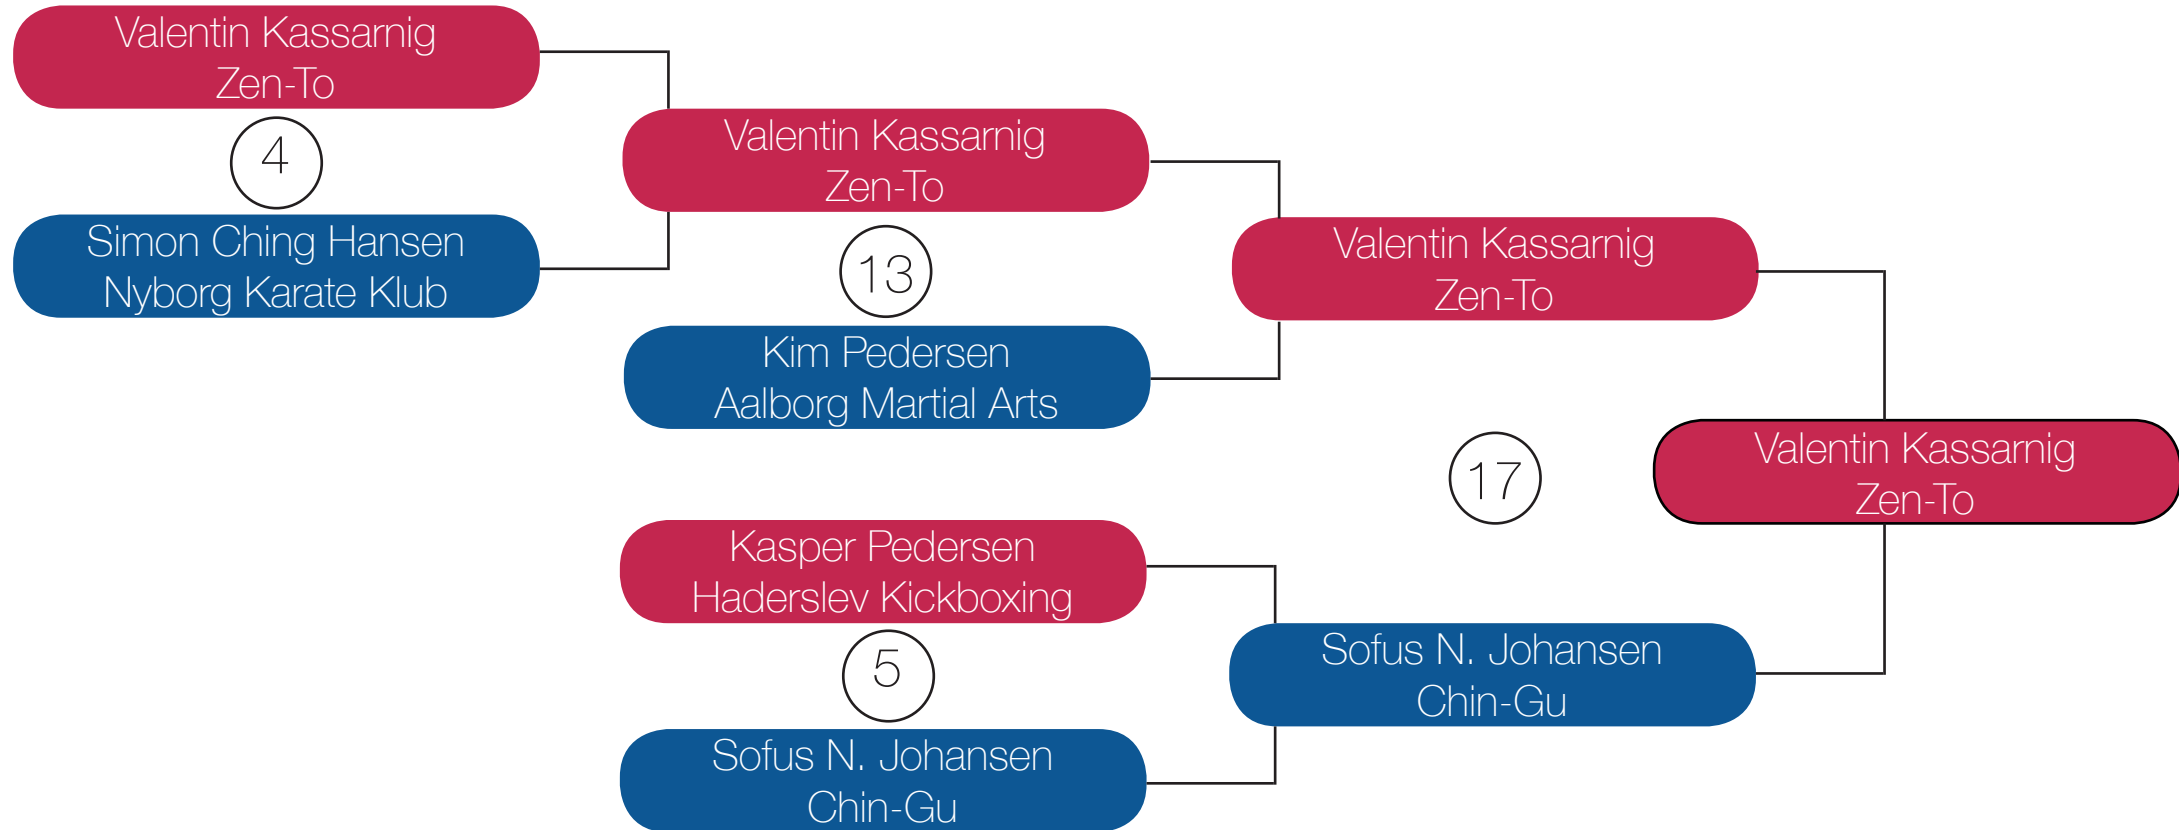 Valentin Kassarnig
Zen-To
4
Simon Ching Hansen
Nyborg Karate Klub
Valentin Kassarnig
Zen-To
13
Kim Pedersen
Aalborg Martial Arts
Kasper Pedersen
Haderslev Kickboxing
5
Sofus N. Johansen
Chin-Gu
Valentin Kassarnig
Zen-To
17
Sofus N. Johansen
Chin-Gu
Valentin Kassarnig
Zen-To